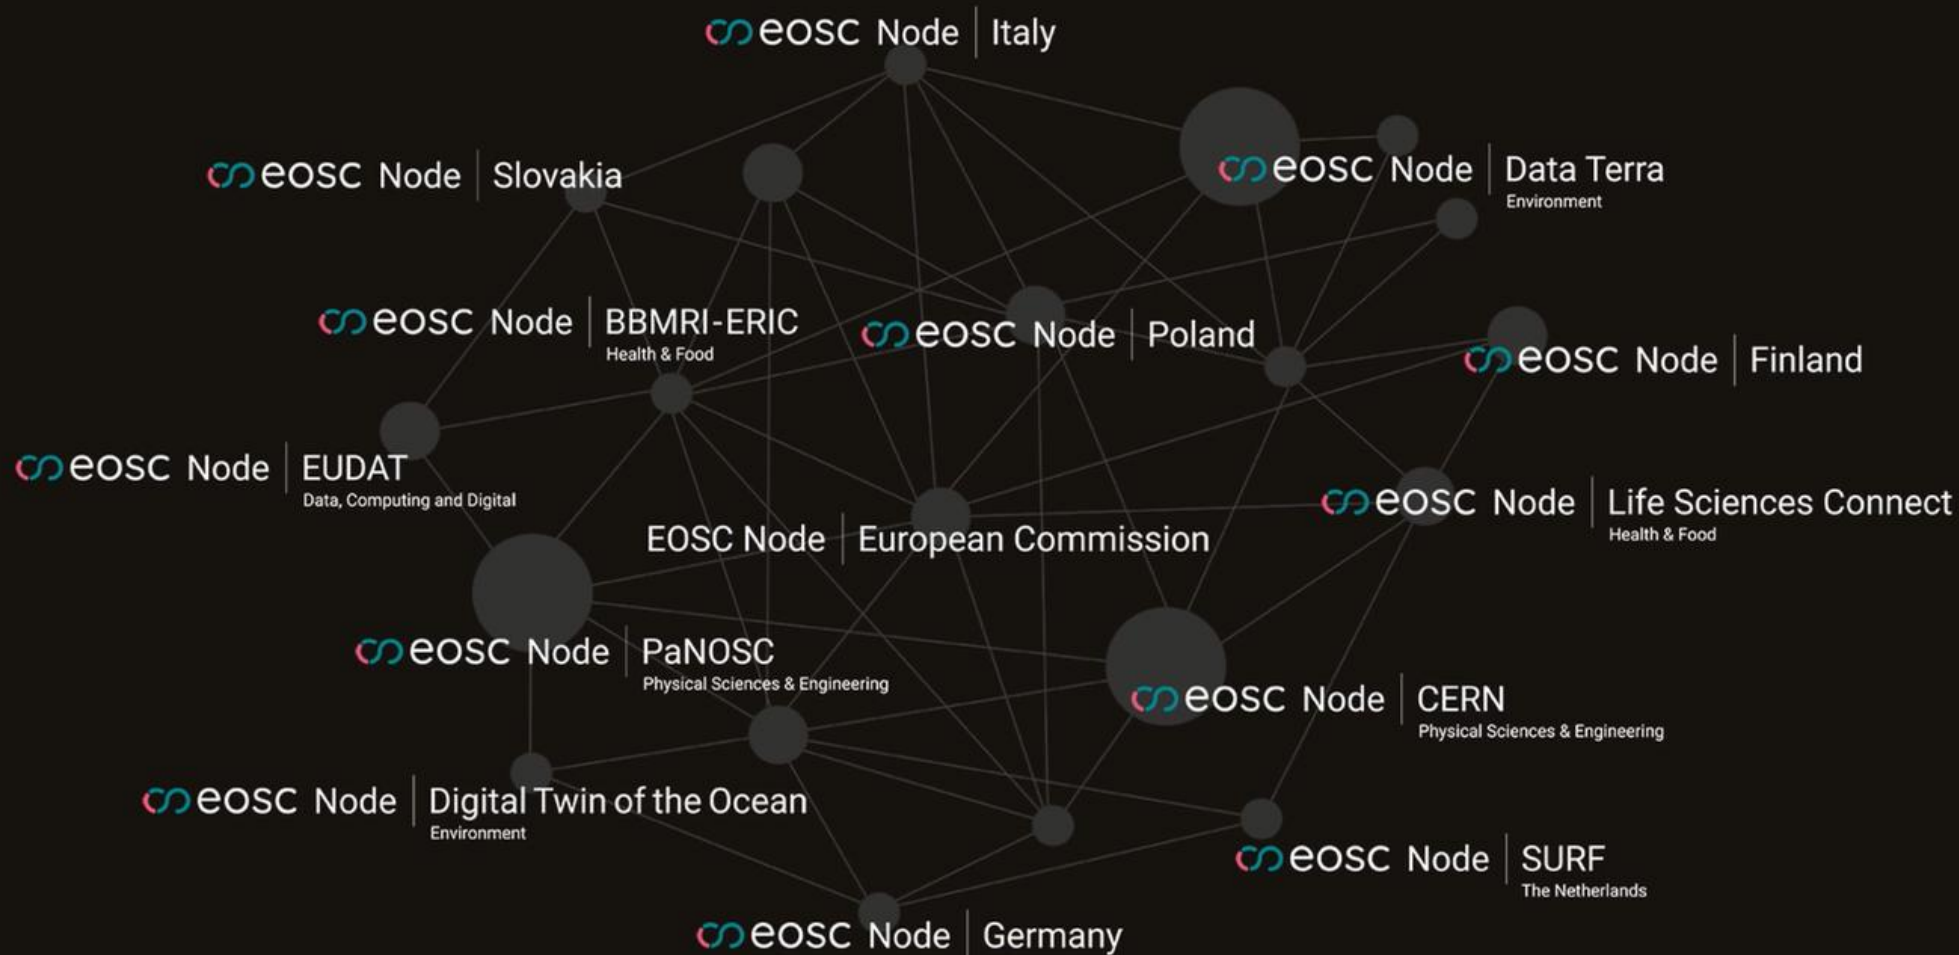 eosc Node | Italy
eosc Node | Slovakia
eosc Node | Data Terra
Environment
eosc Node | BBMRI-ERIC
Health & Food
eosc Node | Poland
eosc Node | Finland
eosc Node | EUDAT
Data, Computing and Digital
eosc Node | Life Sciences Connect
Health & Food
EOSC Node | European Commission
eosc Node | PaNOSC
Physical Sciences & Engineering
eosc Node | CERN
Physical Sciences & Engineering
eosc Node | Digital Twin of the Ocean
Environment
eosc Node | SURF
The Netherlands
eosc Node | Germany